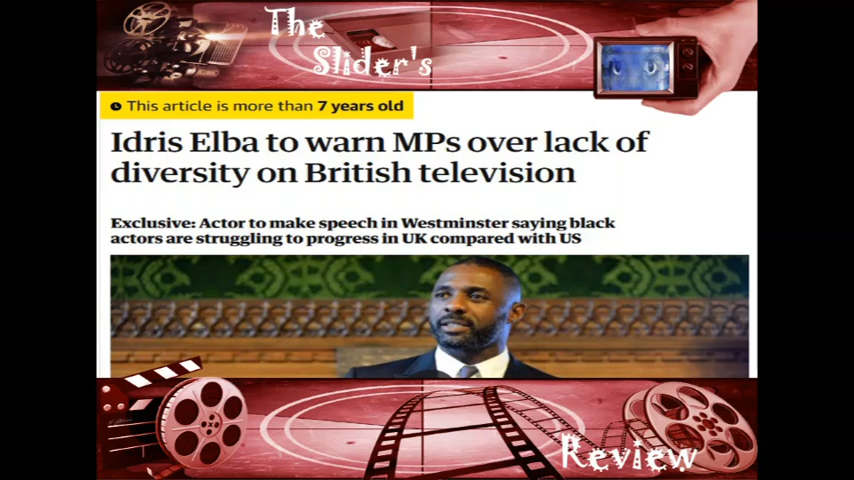 The
Slider's
This article is more than 7 years old
Idris Elba to warn MPs over lack of
diversity on British television
Exclusive: Actor to make speech in Westminster saying black
actors are struggling to progress in UK compared with US
Review